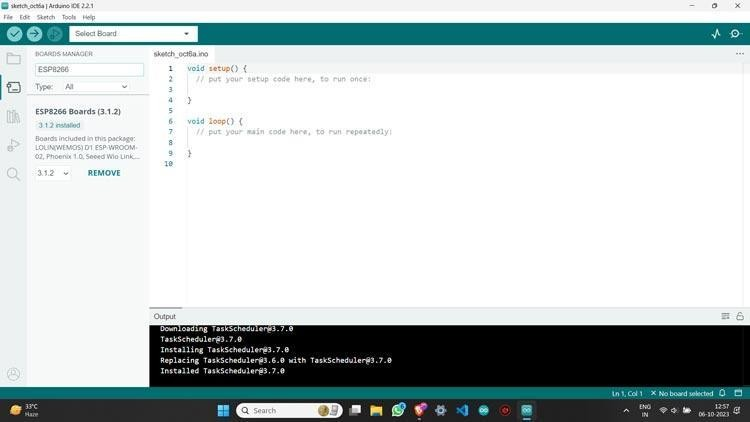 sketch_oct6a | Arduino IDE 2.2.1
File Edit Sketch Tools Help
Select Board
BOARDS MANAGER
ESP8266
Type: All
ESP8266 Boards (3.1.2)
3.1.2 installed
Boards included in this package:
LOLIN(WEMOS) D1 ESP-WROOM-
02, Phoenix 1.0, Seeed Wio Link,...
3.1.2 REMOVE
sketch_oct6a.ino
1 void setup() {
2 // put your setup code here, to run once:
3
4 }
5
6 void loop() {
7 // put your main code here, to run repeatedly:
8
9 }
10
Output
Downloading TaskScheduler@3.7.0
TaskScheduler@3.7.0
Installing TaskScheduler@3.7.0
Replacing TaskScheduler@3.6.0 with TaskScheduler@3.7.0
Installed TaskScheduler@3.7.0
Ln 1, Col 1 × No board selected
33°C
Haze
Search
ENG
IN
12:57
06-10-2023